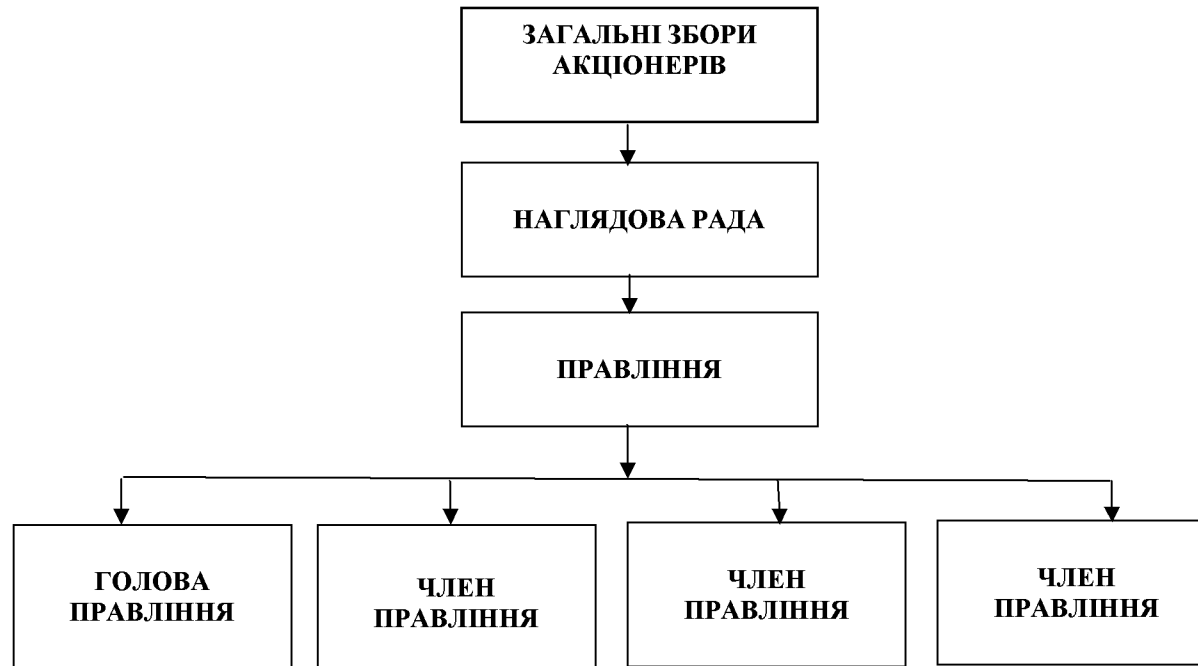 ЗАГАЛЬНІ ЗБОРИ
АКЦІОНЕРІВ
НАГЛЯДОВА РАДА
ПРАВЛІННЯ
ГОЛОВА
ПРАВЛІННЯ
ЧЛЕН
ПРАВЛІННЯ
ЧЛЕН
ПРАВЛІННЯ
ЧЛЕН
ПРАВЛІННЯ